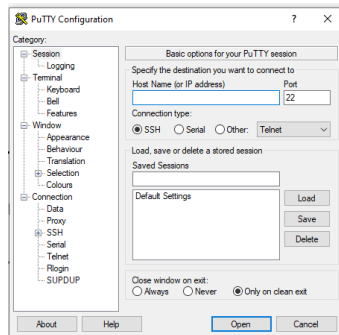 PuTTY Configuration
Category:
Session
Logging
Terminal
Keyboard
Bell
Features
Window
Appearance
Behaviour
Translation
Selection
Colours
Connection
Data
Proxy
SSH
Serial
Telnet
Rlogin
SUPDUP
Basic options for your PuTTY session
Specify the destination you want to connect to
Host Name (or IP address) Port
22
Connection type:
SSH Serial Other: Telnet
Load, save or delete a stored session
Saved Sessions
Default Settings
Load
Save
Delete
Close window on exit:
Always Never Only on clean exit
About Help Open Cancel